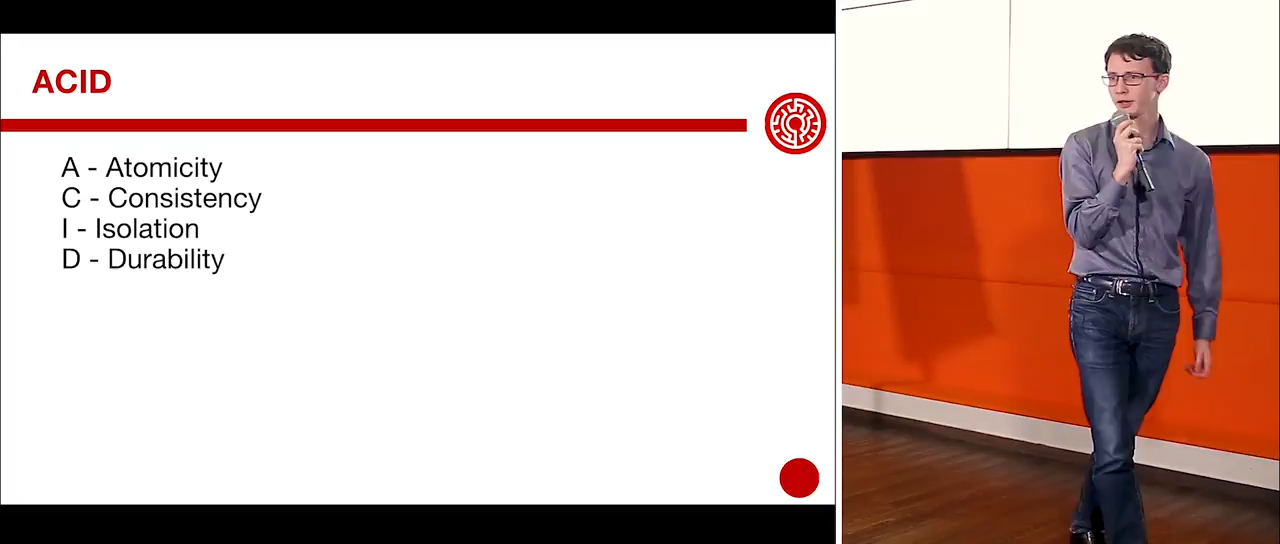 ACID
A - Atomicity
C - Consistency
I - Isolation
D - Durability